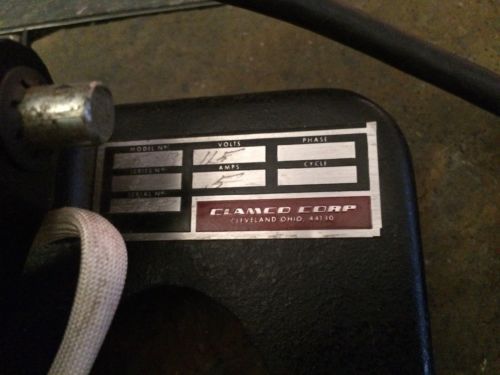 MODEL Nº. VOLTS PHASE
115
SERIES Nº. AMPS CYCLE
5
SERIAL Nº.
CLAMCO CORP
CLEVELAND OHIO, 44130